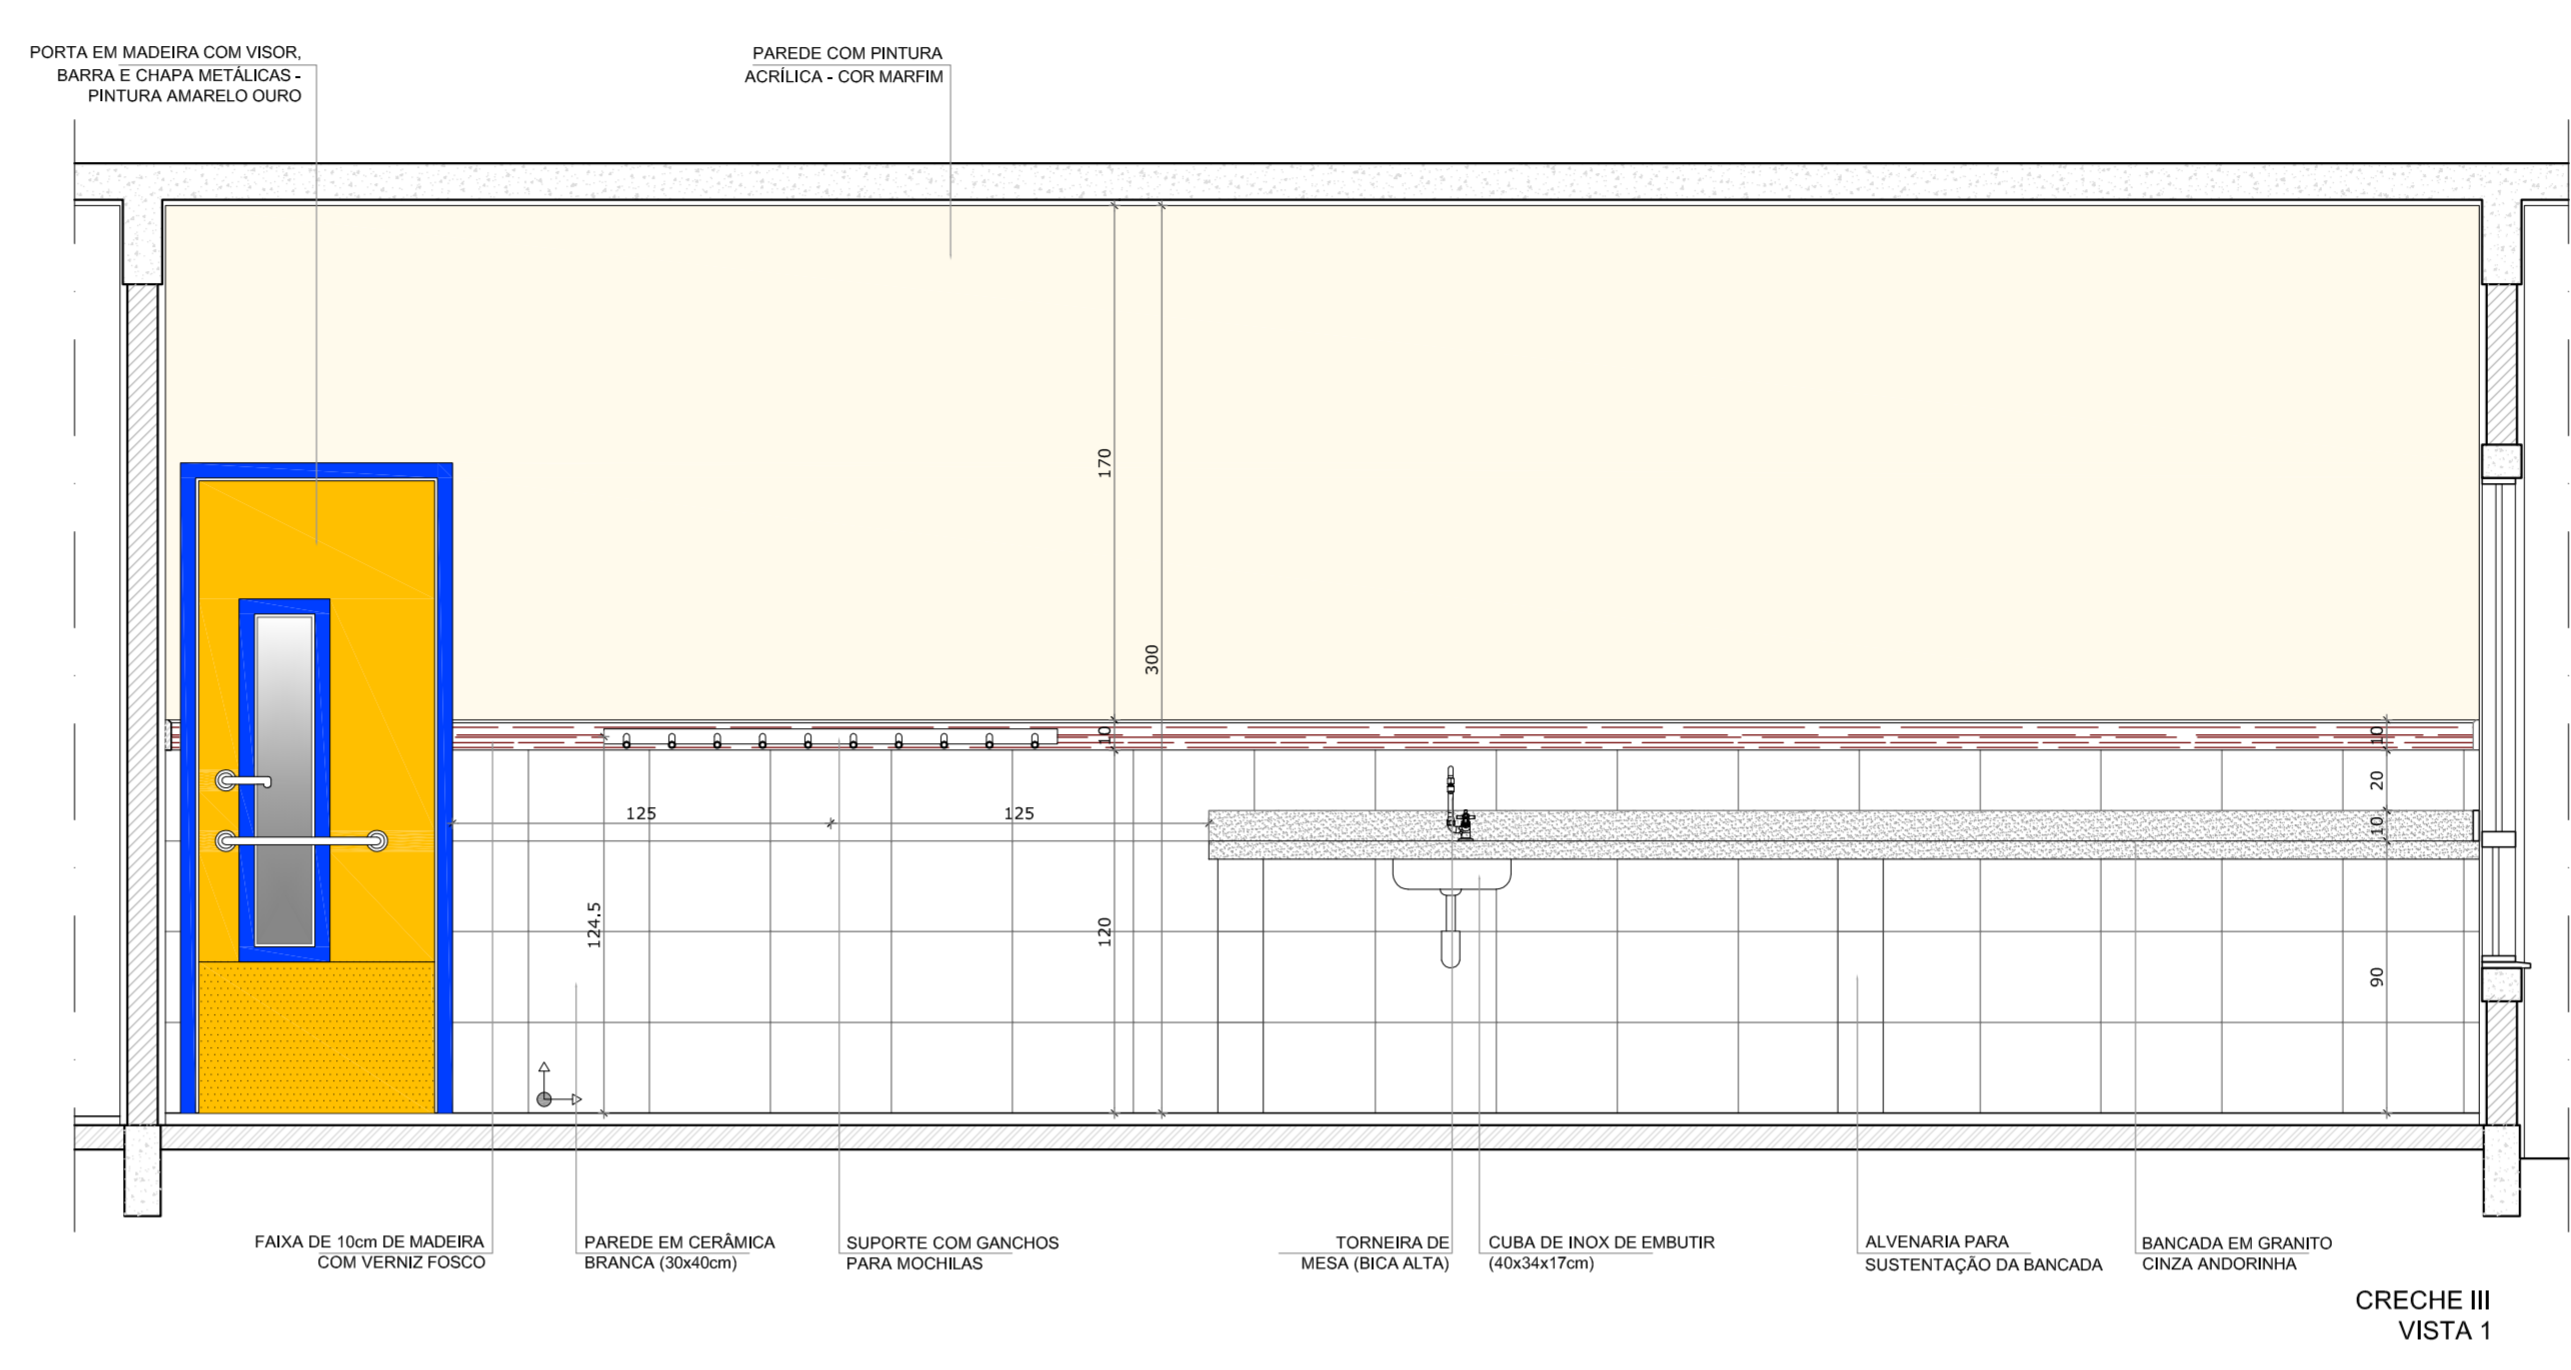 PORTA EM MADEIRA COM VISOR,
BARRA E CHAPA METÁLICAS -
PINTURA AMARELO OURO
PAREDE COM PINTURA
ACRÍLICA - COR MARFIM
170
300
10
10
20
125
125
10
124.5
120
90
FAIXA DE 10cm DE MADEIRA
COM VERNIZ FOSCO
PAREDE EM CERÂMICA
BRANCA (30x40cm)
SUPORTE COM GANCHOS
PARA MOCHILAS
TORNEIRA DE
MESA (BICA ALTA)
CUBA DE INOX DE EMBUTIR
(40x34x17cm)
ALVENARIA PARA
SUSTENTAÇÃO DA BANCADA
BANCADA EM GRANITO
CINZA ANDORINHA
CRECHE III
VISTA 1